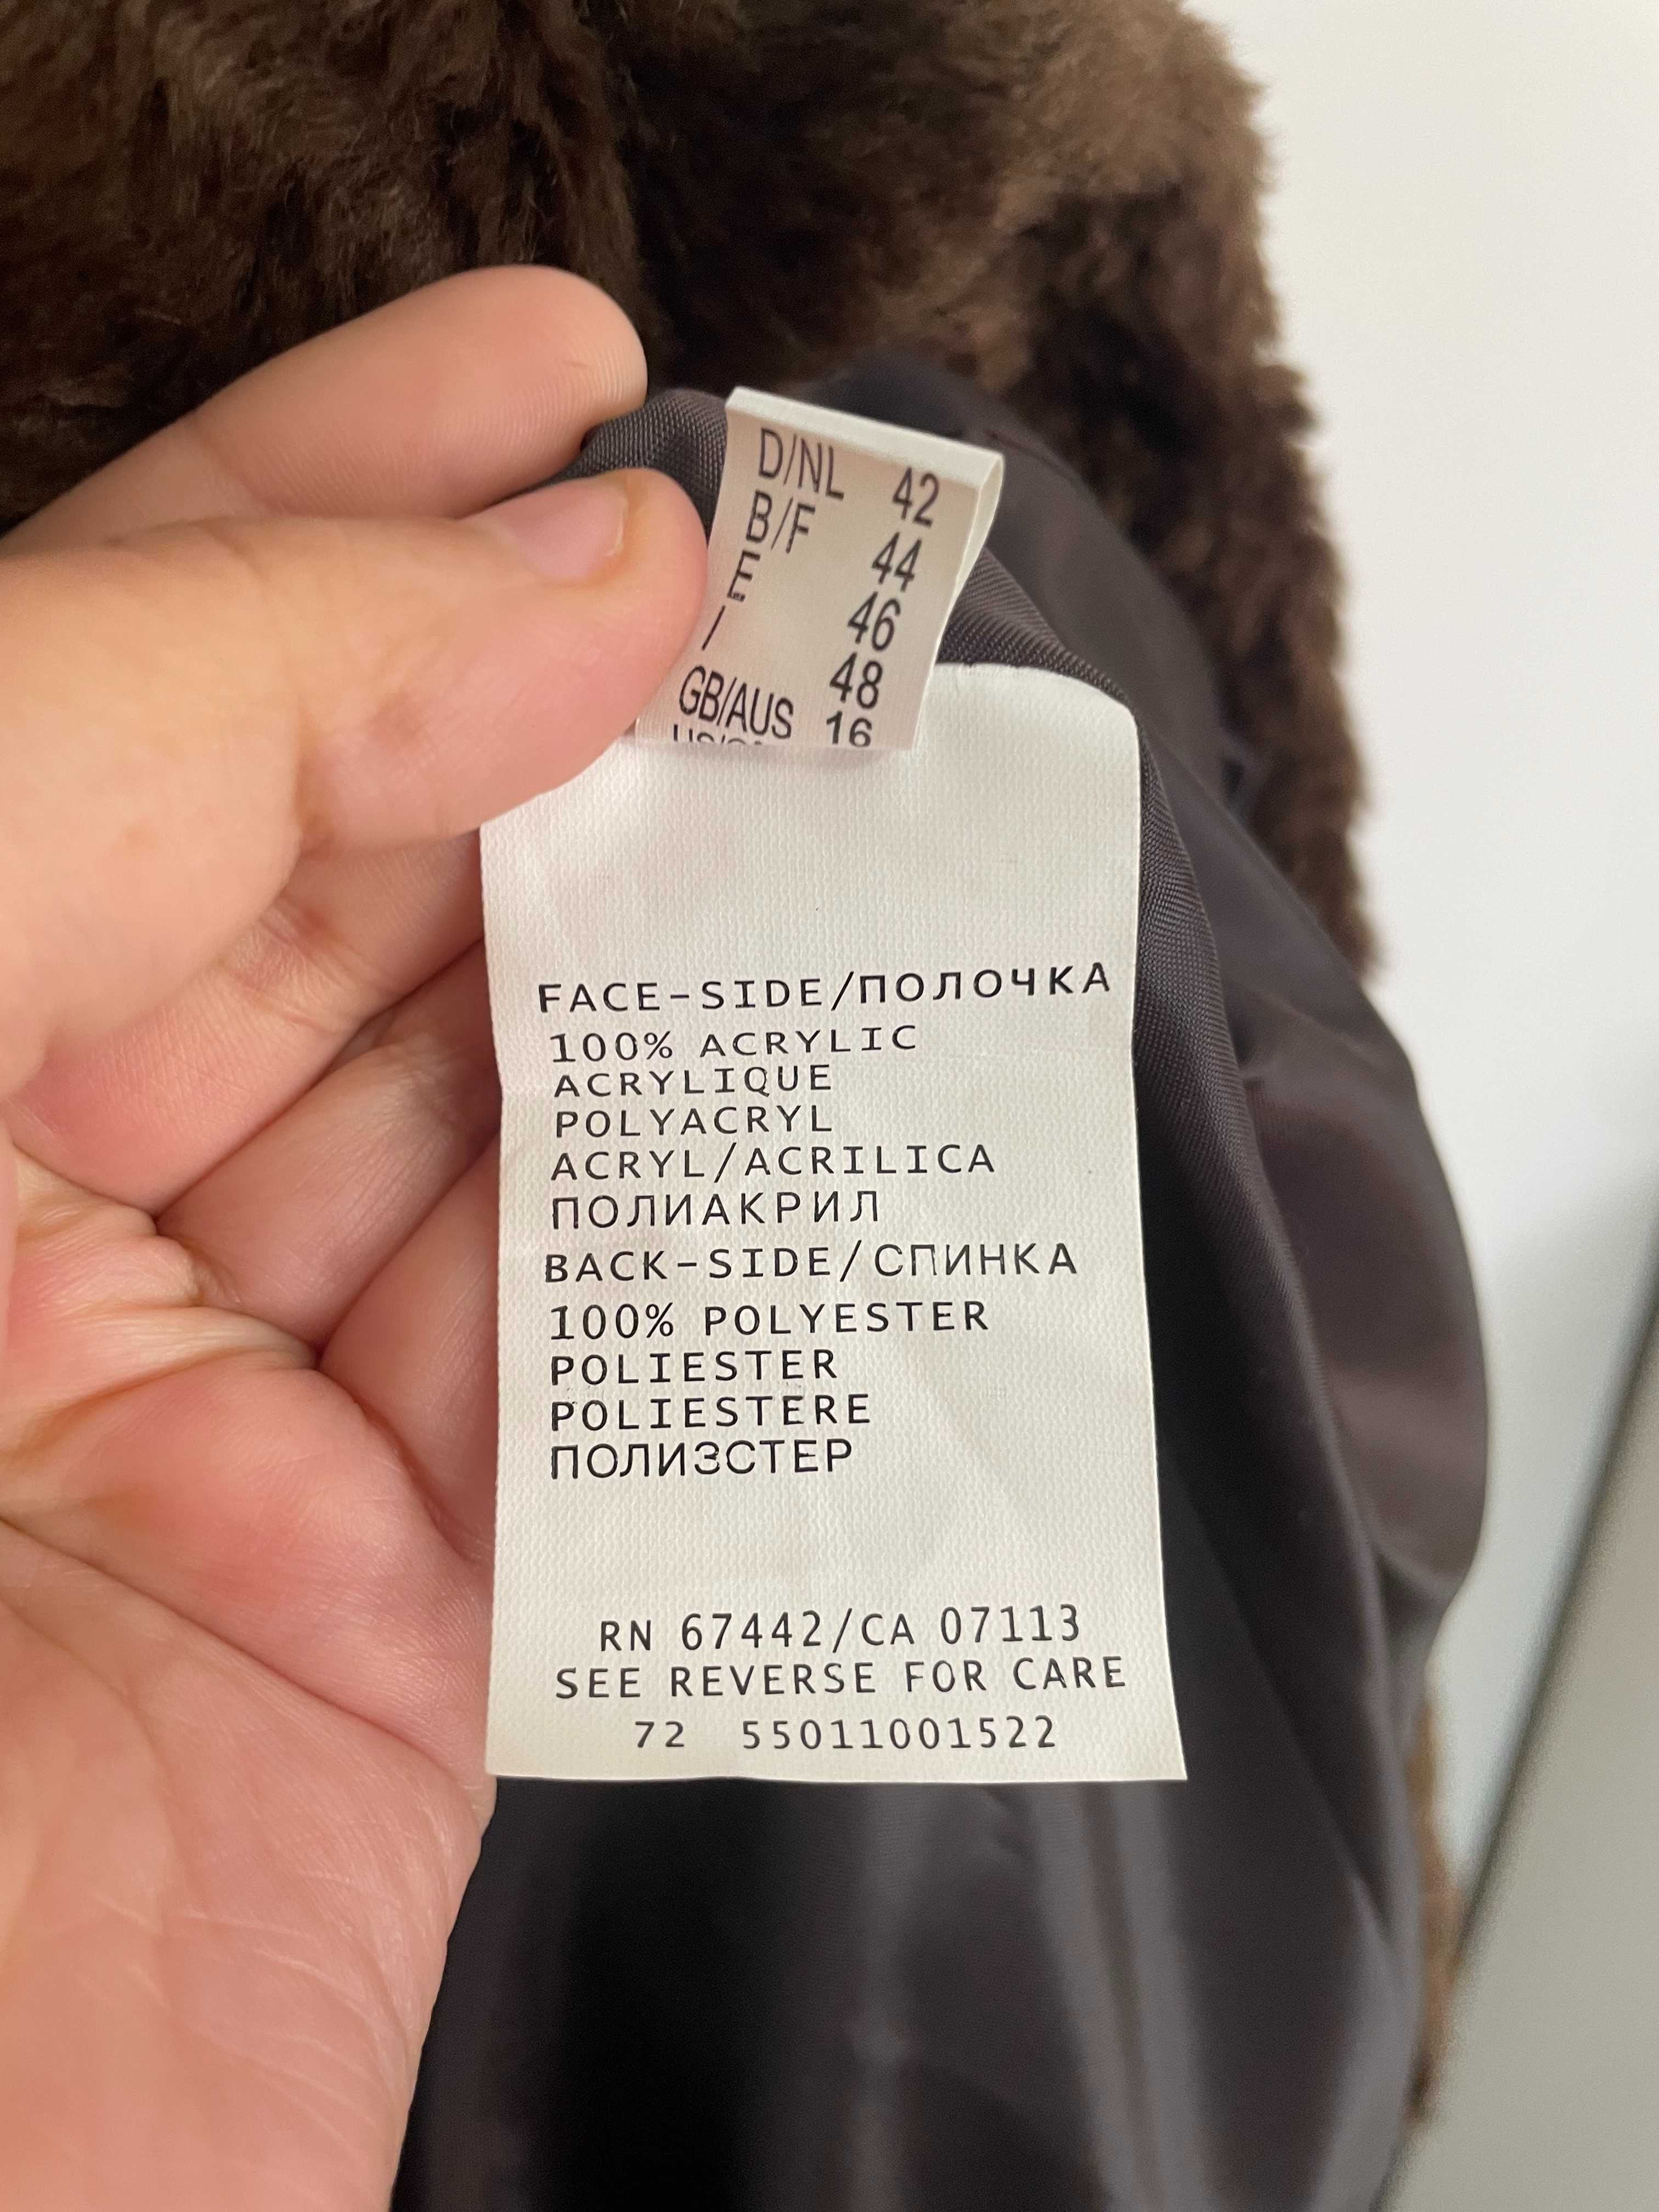 D/NL 42
B/F 44
E 46
I 48
GB/AUS 16
FACE-SIDE/ПОЛОЧКА
100% ACRYLIC
ACRYLIQUE
POLYACRYL
ACRYL/ACRILICA
ПОЛИАКРИЛ
BACK-SIDE/СПИНКА
100% POLYESTER
POLIESTER
POLIESTERE
ПОЛИЗСТЕР
RN 67442/CA 07113
SEE REVERSE FOR CARE
72 55011001522